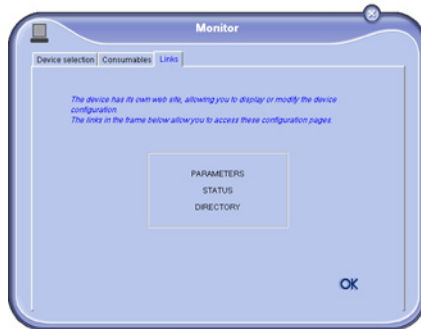 Monitor
Device selection Consumables Links
The device has its own web site, allowing you to display or modify the device
configuration.
The links in the frame below allow you to access these configuration pages.
PARAMETERS
STATUS
DIRECTORY
OK